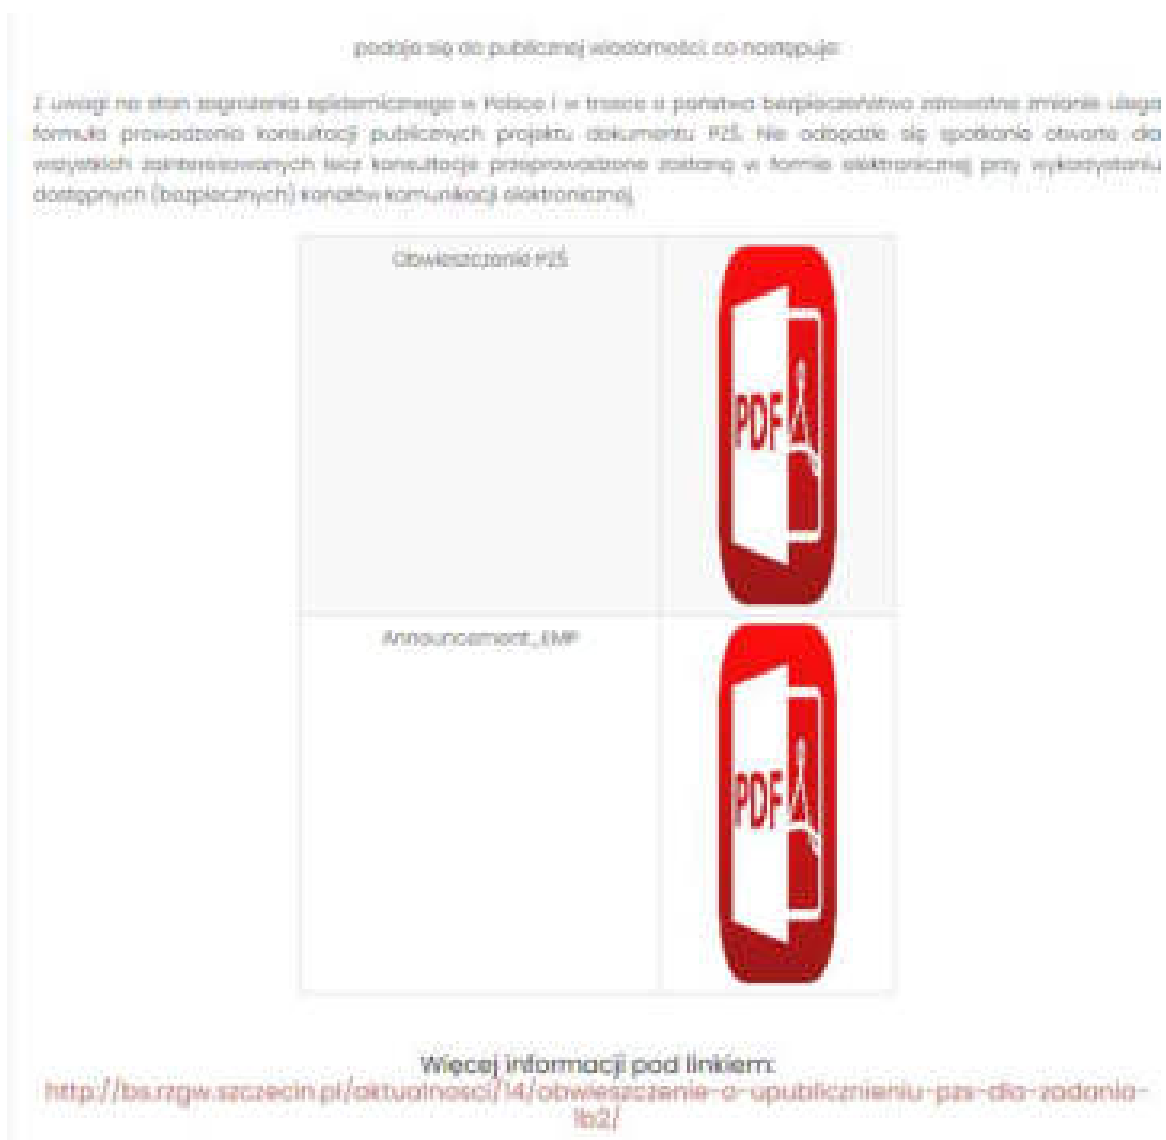 podaje się do publicznej wiadomości, co następuje:
Z uwagi na stan zagrożenia epidemicznego w Polsce i w trosce o państwa bezpieczeństwo zdrowotne zmianie ulega
formuła prowadzenia konsultacji publicznych projektu dokumentu PZŚ. Nie odbędzie się spotkanie otwarte dla
wszystkich zainteresowanych lecz konsultacje przeprowadzone zostaną w formie elektronicznej przy wykorzystaniu
dostępnych (bezpiecznych) kanałów komunikacji elektronicznej.
Obwieszczenie PZŚ
PDF
Announcement_EMP
PDF
Więcej informacji pod linkiem:
http://bs.rzgw.szczecin.pl/aktualnosci/14/obwieszczenie-o-upublicznieniu-pzs-dla-zadania-
1b2/